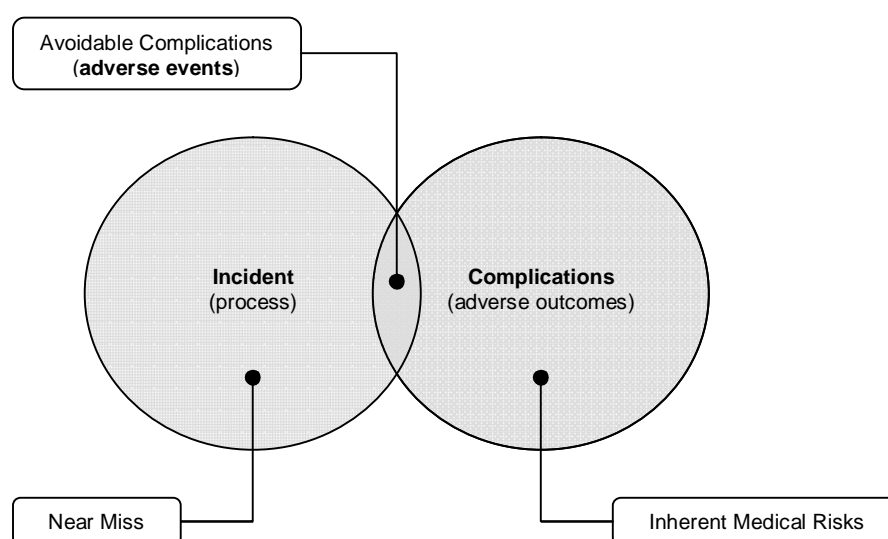 Avoidable Complications
(adverse events)
Incident
(process)
Complications
(adverse outcomes)
Near Miss
Inherent Medical Risks